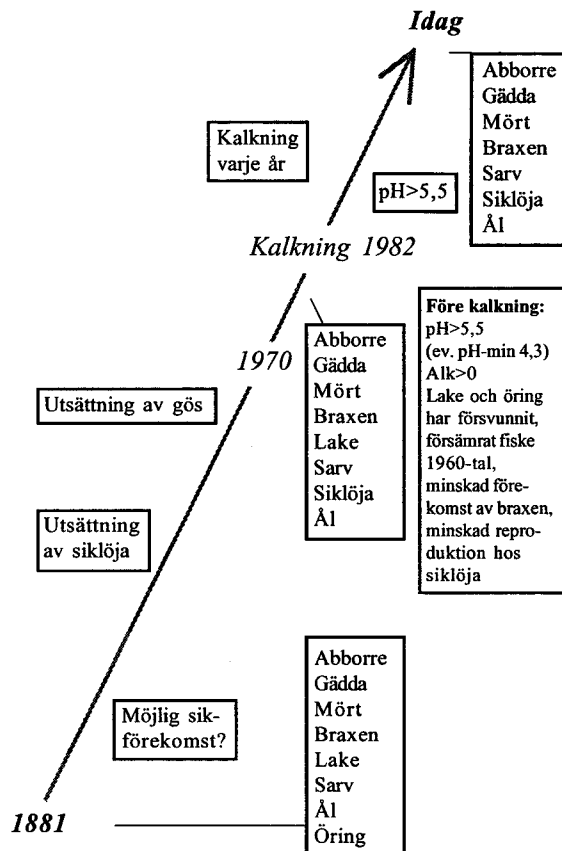 Idag
Abborre
Gädda
Mört
Braxen
Sarv
Siklöja
Ål
Kalkning
varje år
pH>5,5
Kalkning 1982
Före kalkning:
pH>5,5
(ev. pH-min 4,3)
Alk>0
Lake och öring
har försvunnit,
försämrat fiske
1960-tal,
minskad före-
komst av braxen,
minskad repro-
duktion hos
siklöja
1970
Abborre
Gädda
Mört
Braxen
Lake
Sarv
Siklöja
Ål
Utsättning av gös
Utsättning
av siklöja
Möjlig sik-
förekomst?
Abborre
Gädda
Mört
Braxen
Lake
Sarv
Ål
Öring
1881